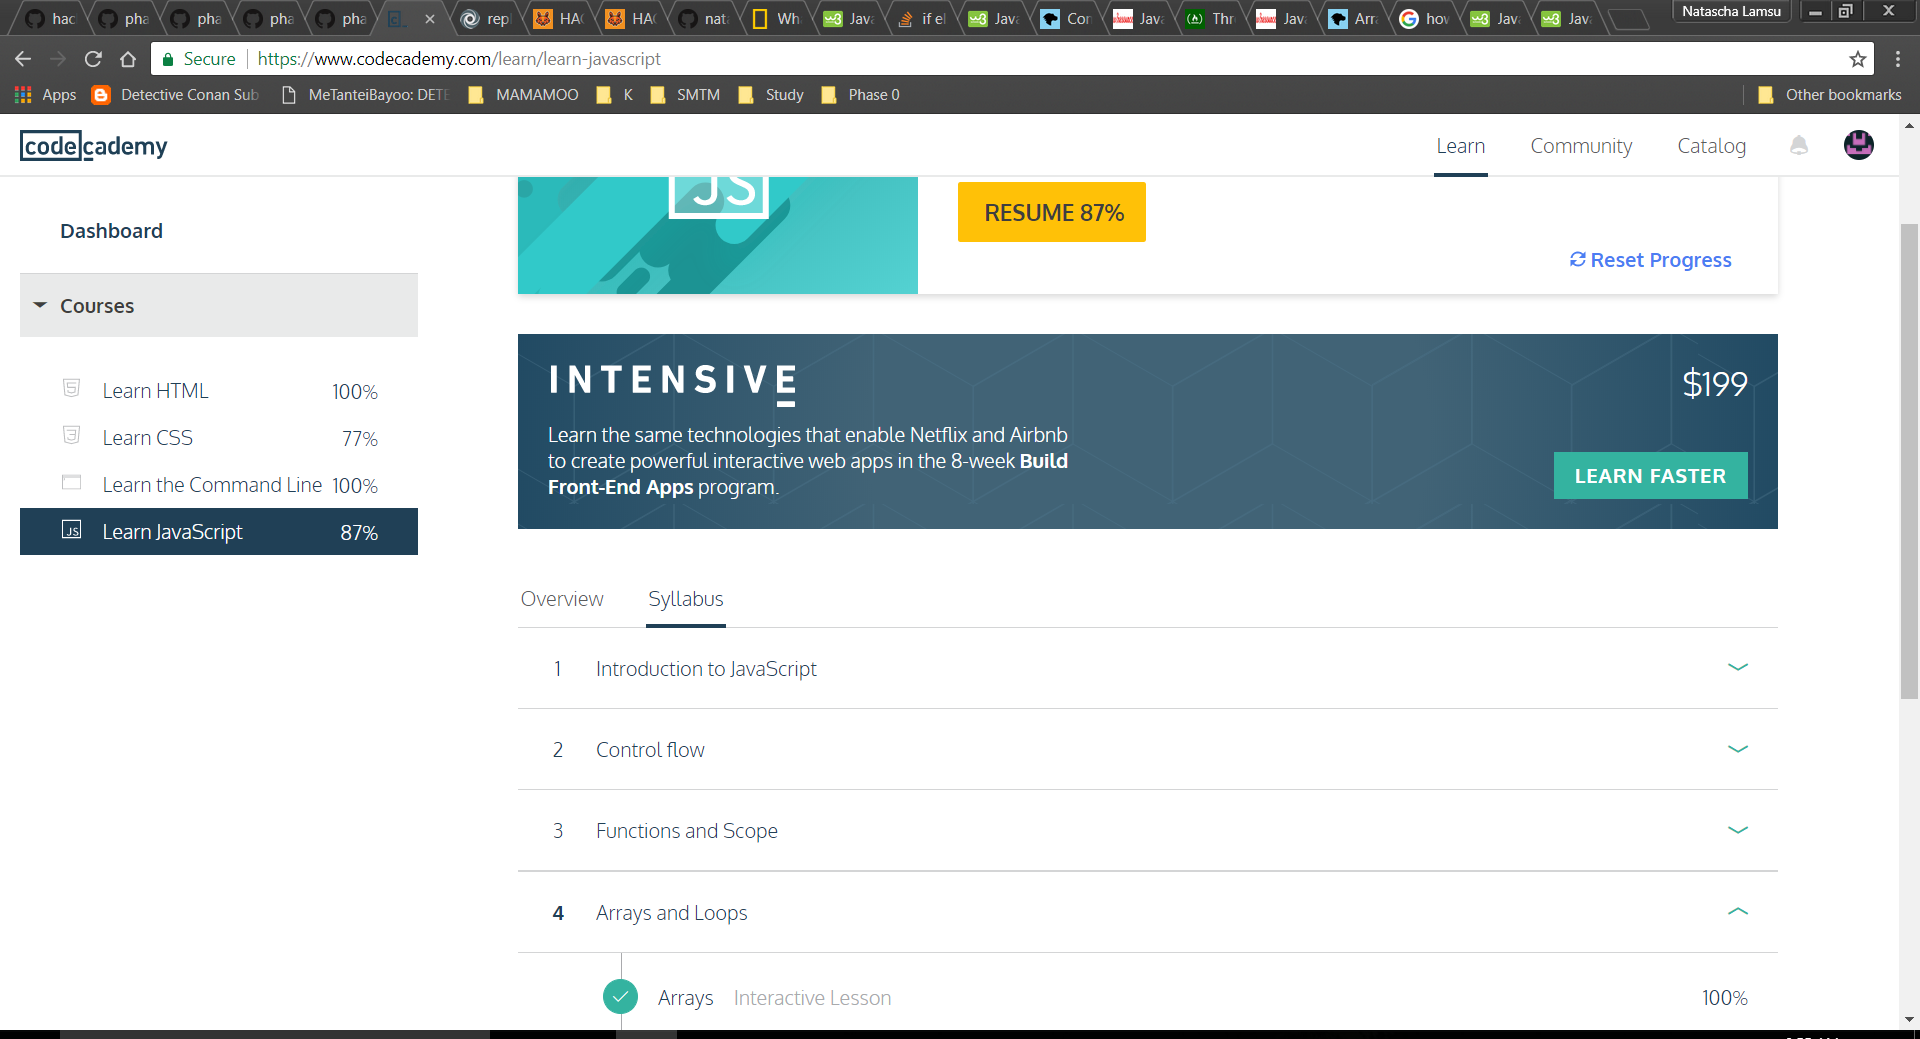 hac
pha
pha
pha
pha
repl
HAC
HAC
nata
Wh
Java
if el
Java
Cor
Java
Thr
Java
Arra
hov
Java
Java
Natascha Lamsu
Secure
https://www.codecademy.com/learn/learn-javascript
Apps
Detective Conan Sub
MeTanteiBayoo: DETE
MAMAMOO
K
SMTM
Study
Phase 0
Other bookmarks
codecademy
Learn
Community
Catalog
JS
RESUME 87%
Reset Progress
Dashboard
Courses
Learn HTML 100%
Learn CSS 77%
Learn the Command Line 100%
JS Learn JavaScript 87%
INTENSIVE
$199
Learn the same technologies that enable Netflix and Airbnb
to create powerful interactive web apps in the 8-week Build
Front-End Apps program.
LEARN FASTER
Overview Syllabus
1 Introduction to JavaScript
2 Control flow
3 Functions and Scope
4 Arrays and Loops
Arrays Interactive Lesson 100%